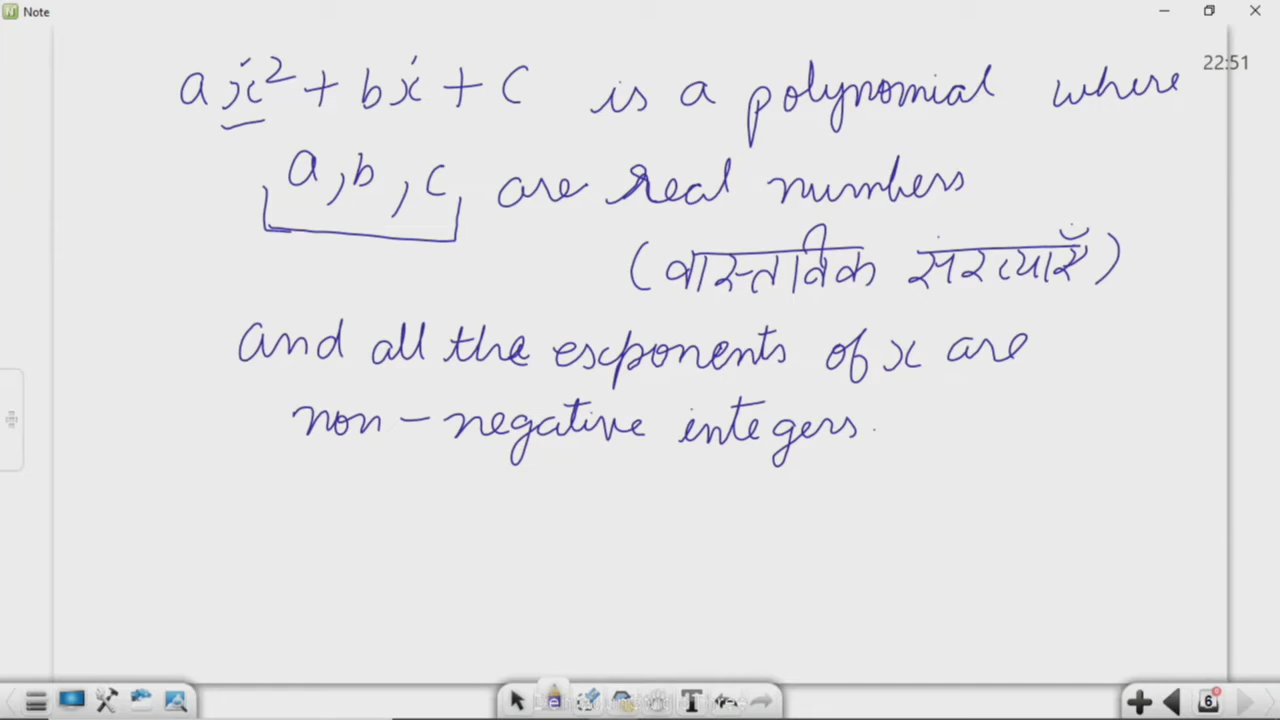 Note
22:51
ax² + bx + c is a polynomial where
a, b, c are real numbers
(वास्तविक संख्याएँ)
and all the exponents of x are
non-negative integers.
T
6